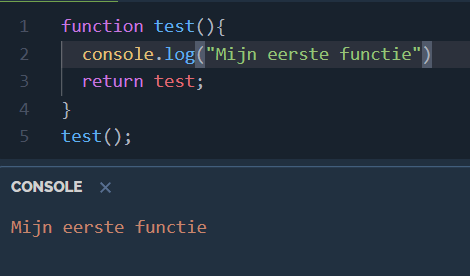 1 function test(){
2 console.log("Mijn eerste functie")
3 return test;
4 }
5 test();
CONSOLE ×
Mijn eerste functie